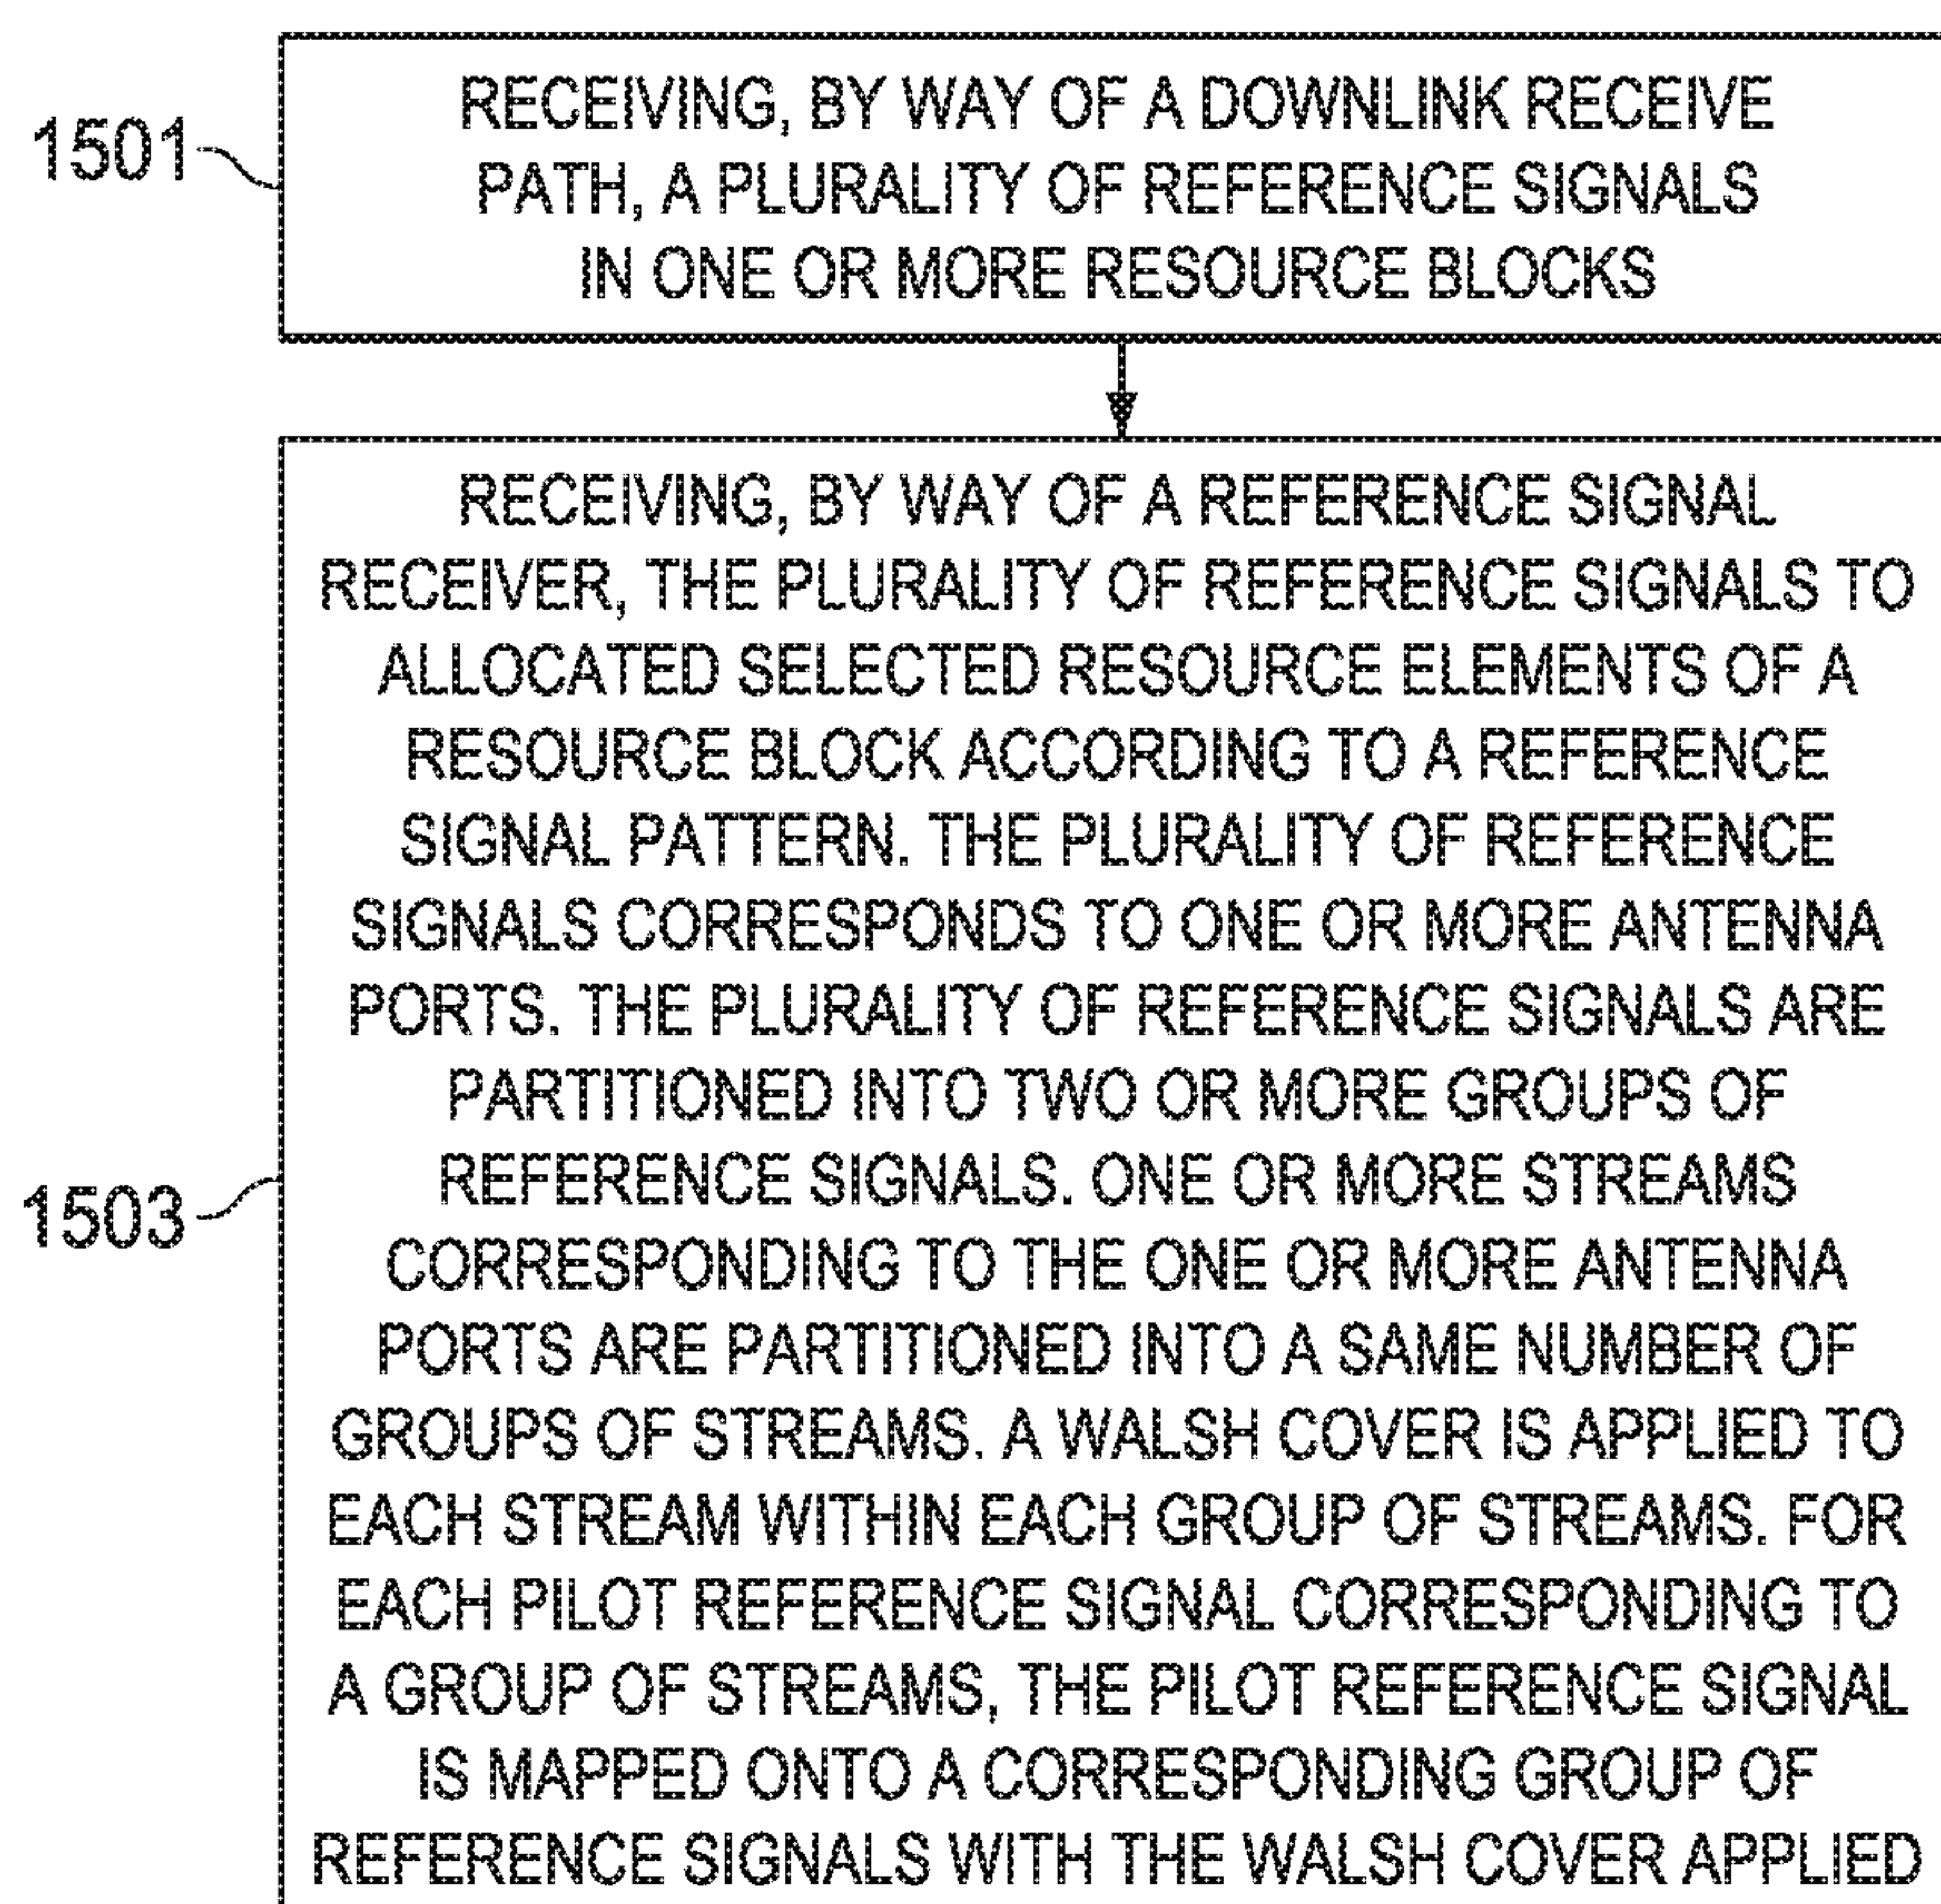 1501
RECEIVING, BY WAY OF A DOWNLINK RECEIVE
PATH, A PLURALITY OF REFERENCE SIGNALS
IN ONE OR MORE RESOURCE BLOCKS
RECEIVING, BY WAY OF A REFERENCE SIGNAL
RECEIVER, THE PLURALITY OF REFERENCE SIGNALS TO
ALLOCATED SELECTED RESOURCE ELEMENTS OF A
RESOURCE BLOCK ACCORDING TO A REFERENCE
SIGNAL PATTERN. THE PLURALITY OF REFERENCE
SIGNALS CORRESPONDS TO ONE OR MORE ANTENNA
PORTS. THE PLURALITY OF REFERENCE SIGNALS ARE
PARTITIONED INTO TWO OR MORE GROUPS OF
REFERENCE SIGNALS. ONE OR MORE STREAMS
1503
CORRESPONDING TO THE ONE OR MORE ANTENNA
PORTS ARE PARTITIONED INTO A SAME NUMBER OF
GROUPS OF STREAMS. A WALSH COVER IS APPLIED TO
EACH STREAM WITHIN EACH GROUP OF STREAMS. FOR
EACH PILOT REFERENCE SIGNAL CORRESPONDING TO
A GROUP OF STREAMS, THE PILOT REFERENCE SIGNAL
IS MAPPED ONTO A CORRESPONDING GROUP OF
REFERENCE SIGNALS WITH THE WALSH COVER APPLIED